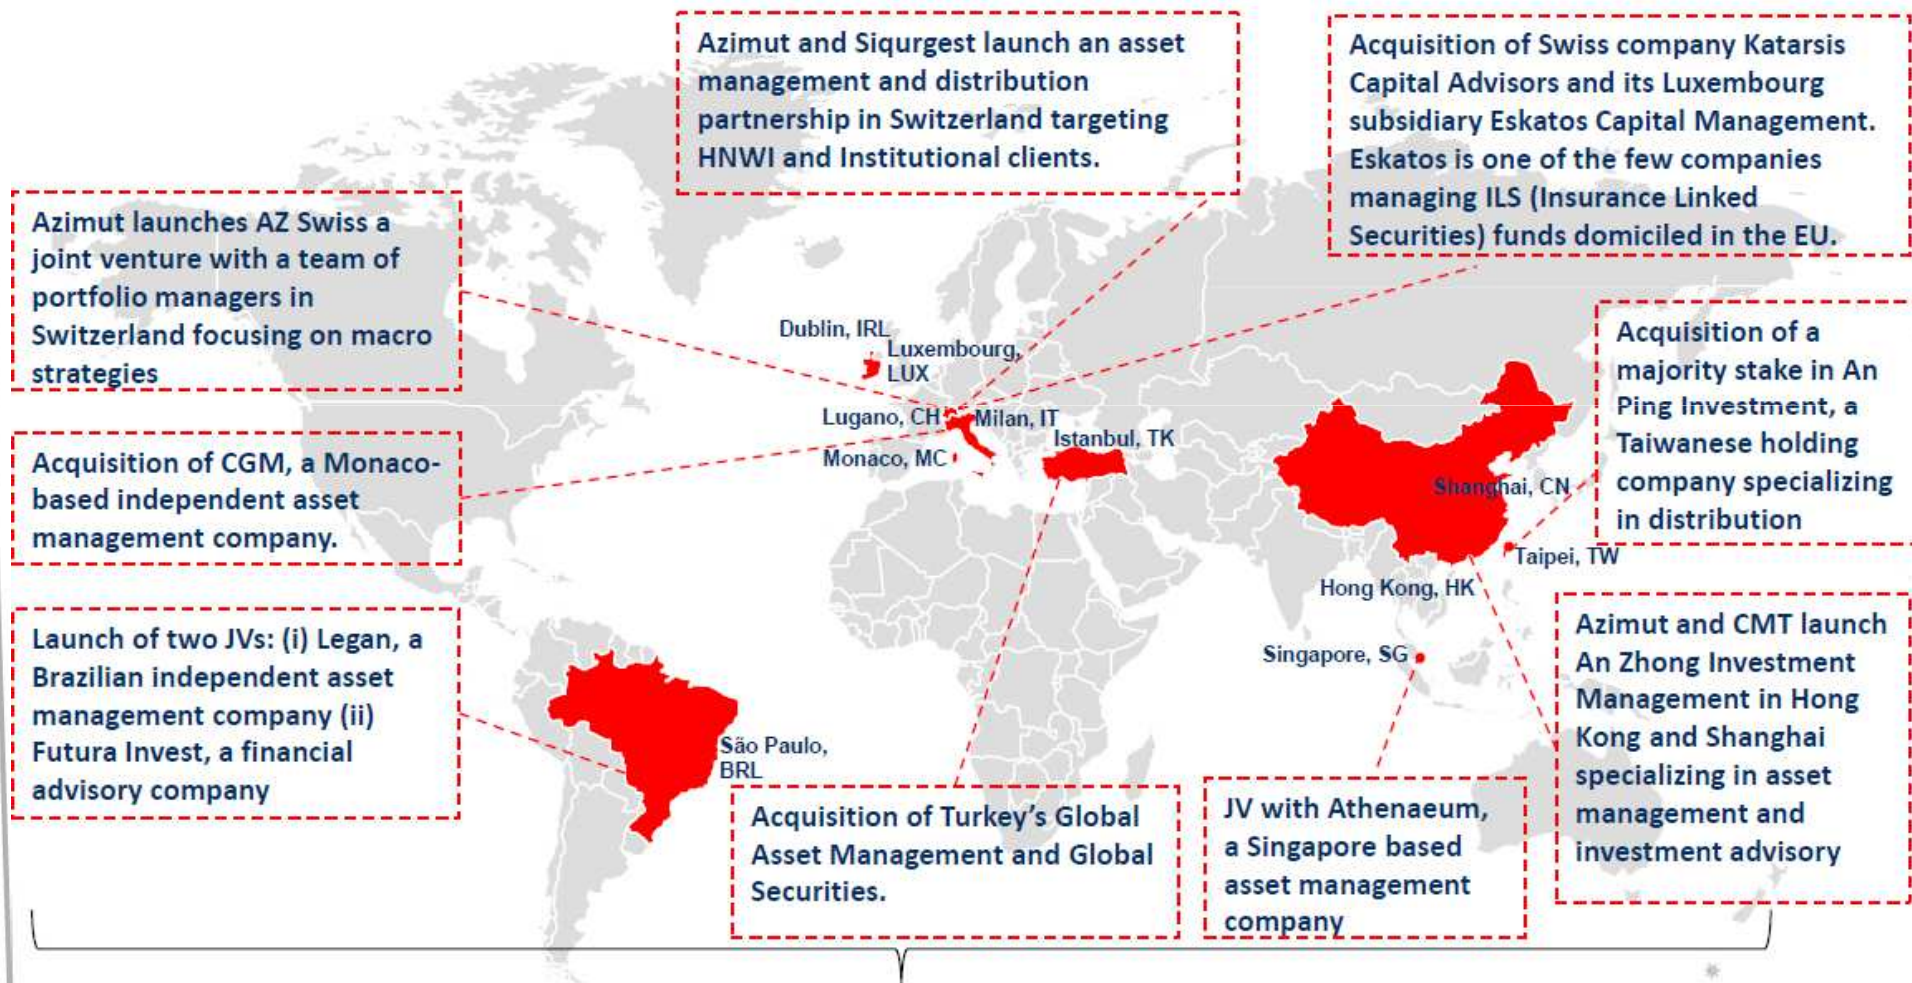 Azimut and Siqurgest launch an asset
management and distribution
partnership in Switzerland targeting
HNWI and Institutional clients.
Acquisition of Swiss company Katarsis
Capital Advisors and its Luxembourg
subsidiary Eskatos Capital Management.
Eskatos is one of the few companies
managing ILS (Insurance Linked
Securities) funds domiciled in the EU.
Azimut launches AZ Swiss a
joint venture with a team of
portfolio managers in
Switzerland focusing on macro
strategies
Dublin, IRL
Luxembourg,
LUX
Lugano, CH
Milan, IT
Istanbul, TK
Monaco, MC
Acquisition of a
majority stake in An
Ping Investment, a
Taiwanese holding
company specializing
in distribution
Acquisition of CGM, a Monaco-
based independent asset
management company.
Shanghai, CN
Taipei, TW
Hong Kong, HK
Singapore, SG
Launch of two JVs: (i) Legan, a
Brazilian independent asset
management company (ii)
Futura Invest, a financial
advisory company
São Paulo,
BRL
Acquisition of Turkey’s Global
Asset Management and Global
Securities.
JV with Athenaeum,
a Singapore based
asset management
company
Azimut and CMT launch
An Zhong Investment
Management in Hong
Kong and Shanghai
specializing in asset
management and
investment advisory